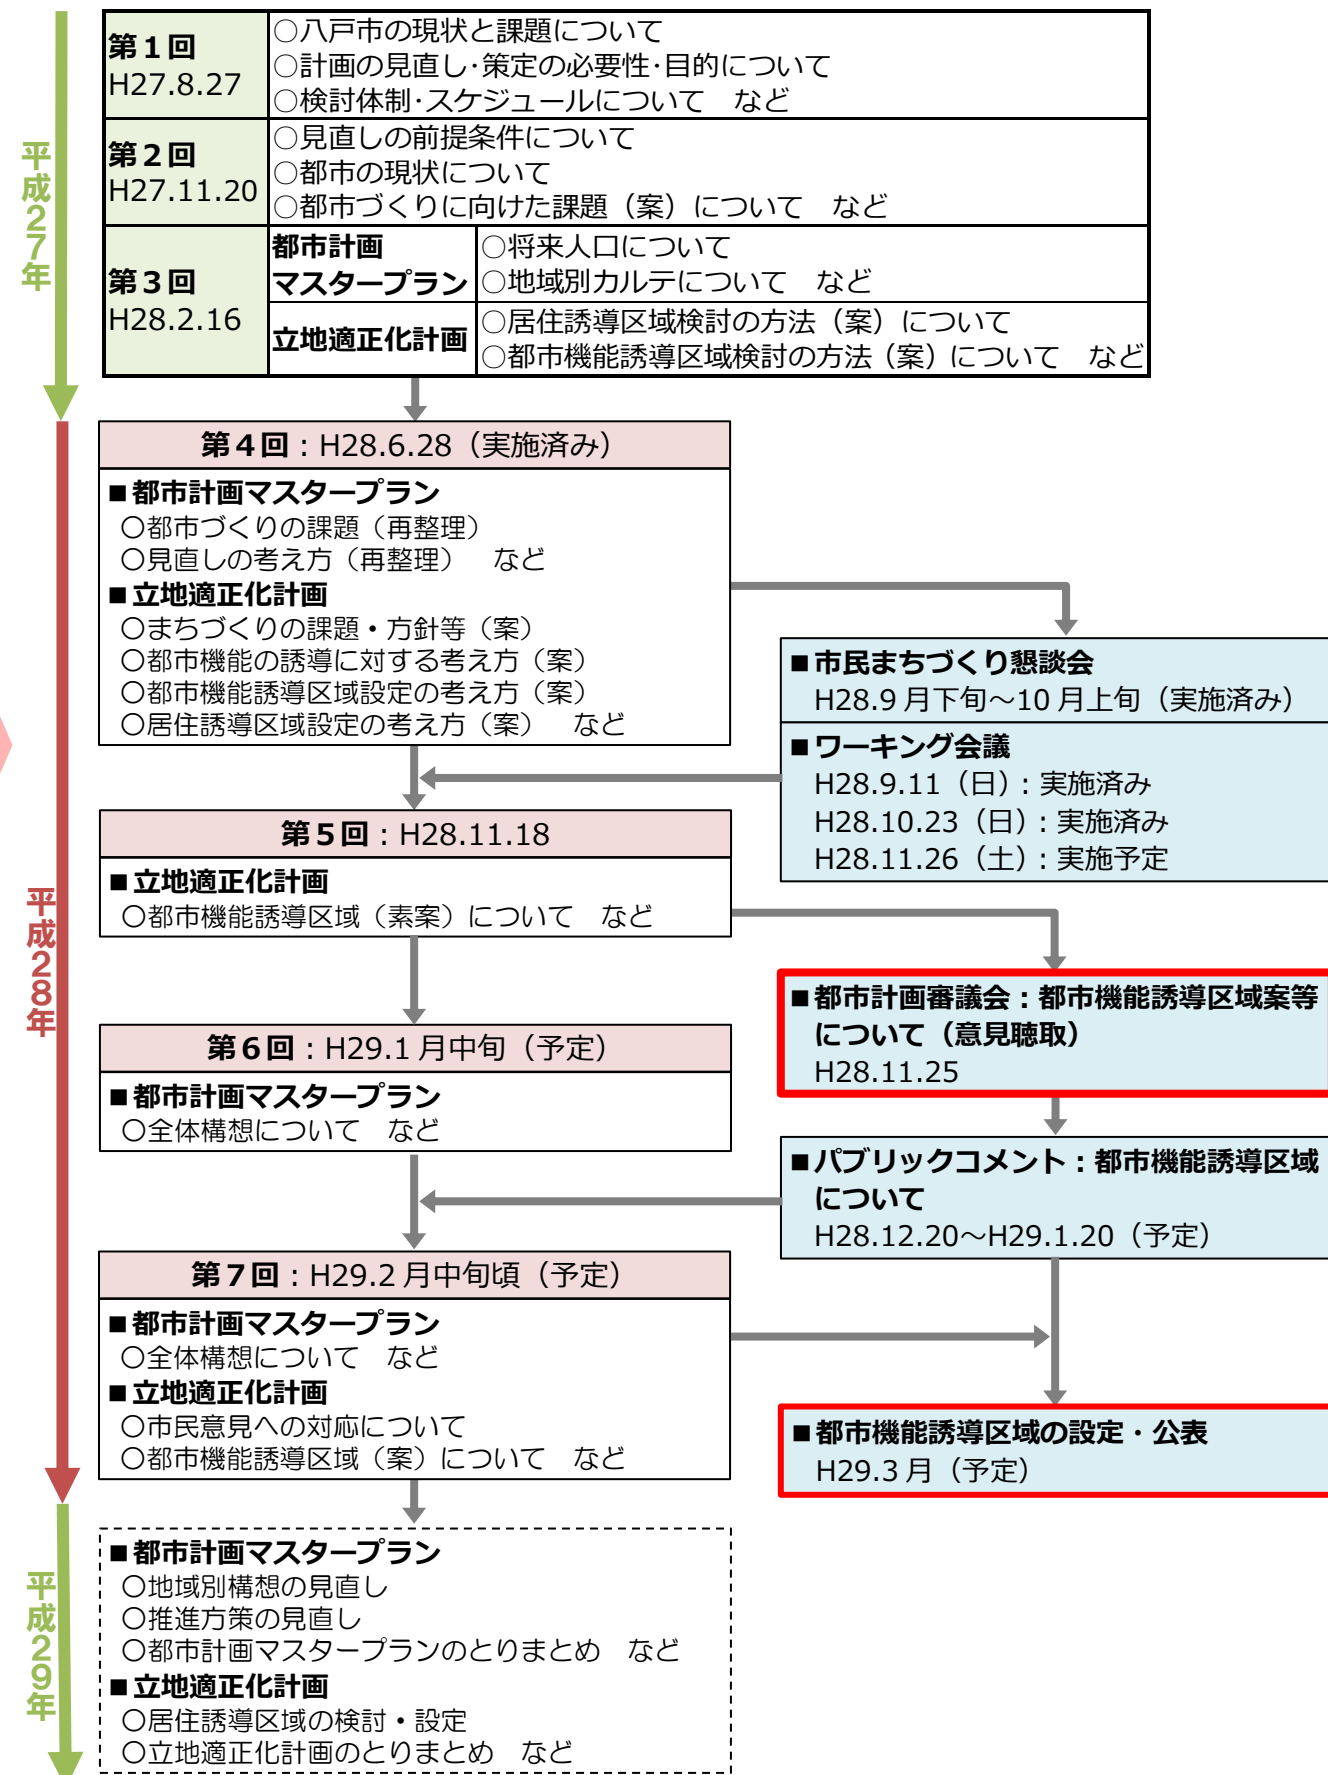 平成27年
第1回
H27.8.27
○八戸市の現状と課題について
○計画の見直し･策定の必要性･目的について
○検討体制･スケジュールについて　など
第2回
H27.11.20
○見直しの前提条件について
○都市の現状について
○都市づくりに向けた課題（案）について　など
第3回
H28.2.16
都市計画
マスタープラン
○将来人口について
○地域別カルテについて　など
立地適正化計画
○居住誘導区域検討の方法（案）について
○都市機能誘導区域検討の方法（案）について　など
平成28年
第4回：H28.6.28（実施済み）
■都市計画マスタープラン
○都市づくりの課題（再整理）
○見直しの考え方（再整理）　など
■立地適正化計画
○まちづくりの課題・方針等（案）
○都市機能の誘導に対する考え方（案）
○都市機能誘導区域設定の考え方（案）
○居住誘導区域設定の考え方（案）　など
■市民まちづくり懇談会
H28.9月下旬～10月上旬（実施済み）
■ワーキング会議
H28.9.11（日）：実施済み
H28.10.23（日）：実施済み
H28.11.26（土）：実施予定
第5回：H28.11.18
■立地適正化計画
○都市機能誘導区域（素案）について　など
■都市計画審議会：都市機能誘導区域案等
について（意見聴取）
H28.11.25
第6回：H29.1月中旬（予定）
■都市計画マスタープラン
○全体構想について　など
■パブリックコメント：都市機能誘導区域
について
H28.12.20～H29.1.20（予定）
第7回：H29.2月中旬頃（予定）
■都市計画マスタープラン
○全体構想について　など
■立地適正化計画
○市民意見への対応について
○都市機能誘導区域（案）について　など
■都市機能誘導区域の設定・公表
H29.3月（予定）
平成29年
■都市計画マスタープラン
○地域別構想の見直し
○推進方策の見直し
○都市計画マスタープランのとりまとめ　など
■立地適正化計画
○居住誘導区域の検討・設定
○立地適正化計画のとりまとめ　など